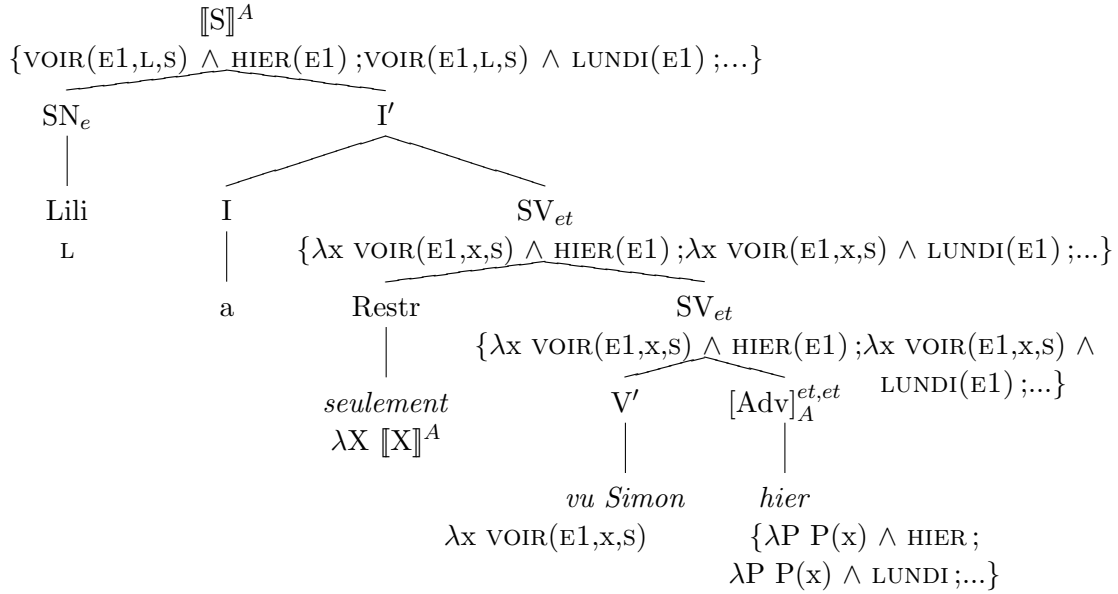 ⟦S⟧^A
{VOIR(E1,L,S) ∧ HIER(E1) ;VOIR(E1,L,S) ∧ LUNDI(E1) ;...}
SN_e I′
Lili I SV_et
L {λx VOIR(E1,x,S) ∧ HIER(E1) ;λx VOIR(E1,x,S) ∧ LUNDI(E1) ;...}
a Restr SV_et
{λx VOIR(E1,x,S) ∧ HIER(E1) ;λx VOIR(E1,x,S) ∧
LUNDI(E1) ;...}
seulement V′ [Adv]_A^{et,et}
λX ⟦X⟧^A
vu Simon hier
λx VOIR(E1,x,S) {λP P(x) ∧ HIER ;
λP P(x) ∧ LUNDI ;...}